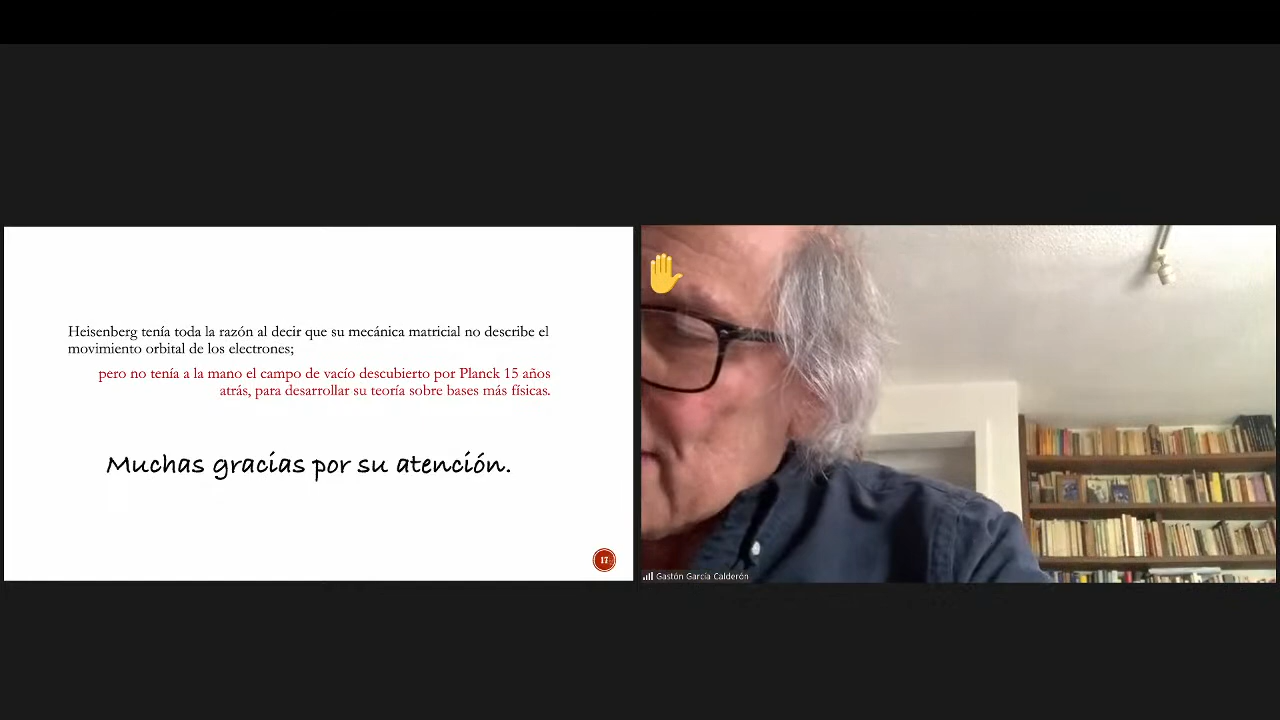 Heisenberg tenía toda la razón al decir que su mecánica matricial no describe el
movimiento orbital de los electrones;
pero no tenía a la mano el campo de vacío descubierto por Planck 15 años
atrás, para desarrollar su teoría sobre bases más físicas.
Muchas gracias por su atención.
17
Gastón García Calderón